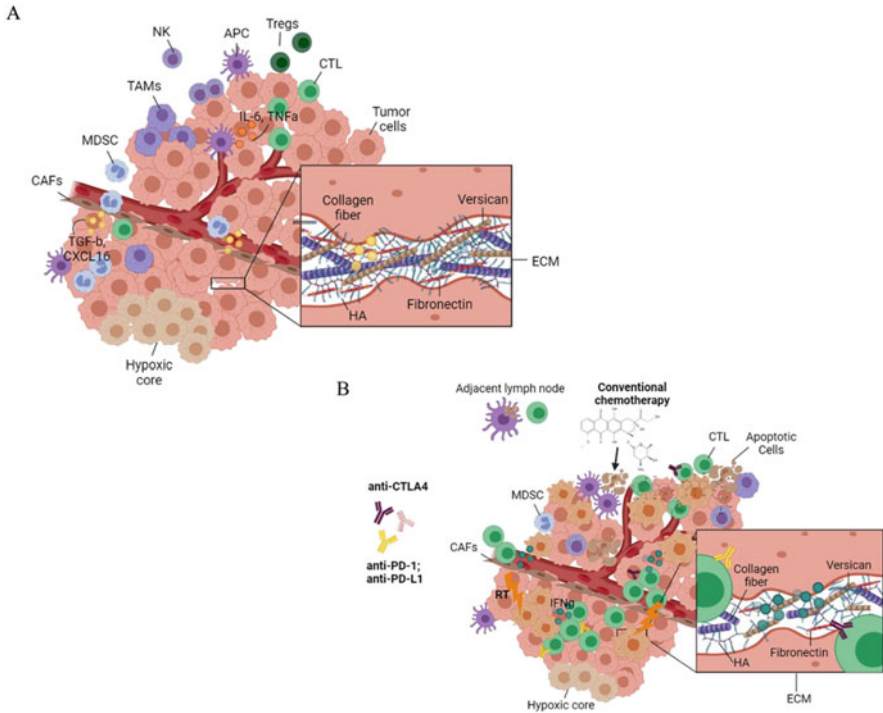 A
NK
APC
Tregs
CTL
TAMs
IL-6, TNFa
Tumor
cells
MDSC
CAFs
Collagen
fiber
Versican
TGF-b,
CXCL16
ECM
HA
Fibronectin
Hypoxic
core
B
Adjacent lymph node
Conventional
chemotherapy
CTL
Apoptotic
Cells
anti-CTLA4
MDSC
CAFs
anti-PD-1;
anti-PD-L1
RT
IFNg
Collagen
fiber
Versican
HA
Fibronectin
Hypoxic core
ECM